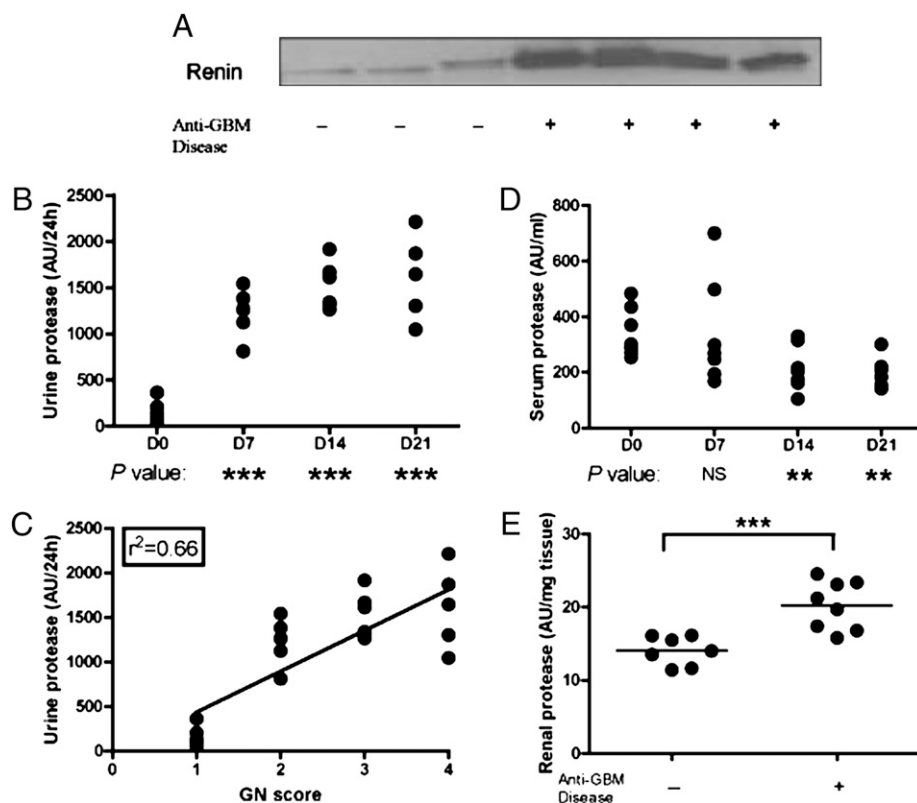 A
Renin
Anti-GBM
Disease
– – – + + + +
B
Urine protease (AU/24h)
2500
2000
1500
1000
500
0
D0 D7 D14 D21
P value: *** *** ***
D
Serum protease (AU/ml)
800
600
400
200
0
D0 D7 D14 D21
P value: NS ** **
C
r²=0.66
Urine protease (AU/24h)
2500
2000
1500
1000
500
0
0 1 2 3 4
GN score
E
***
Renal protease (AU/mg tissue)
30
20
10
0
Anti-GBM
Disease
– +